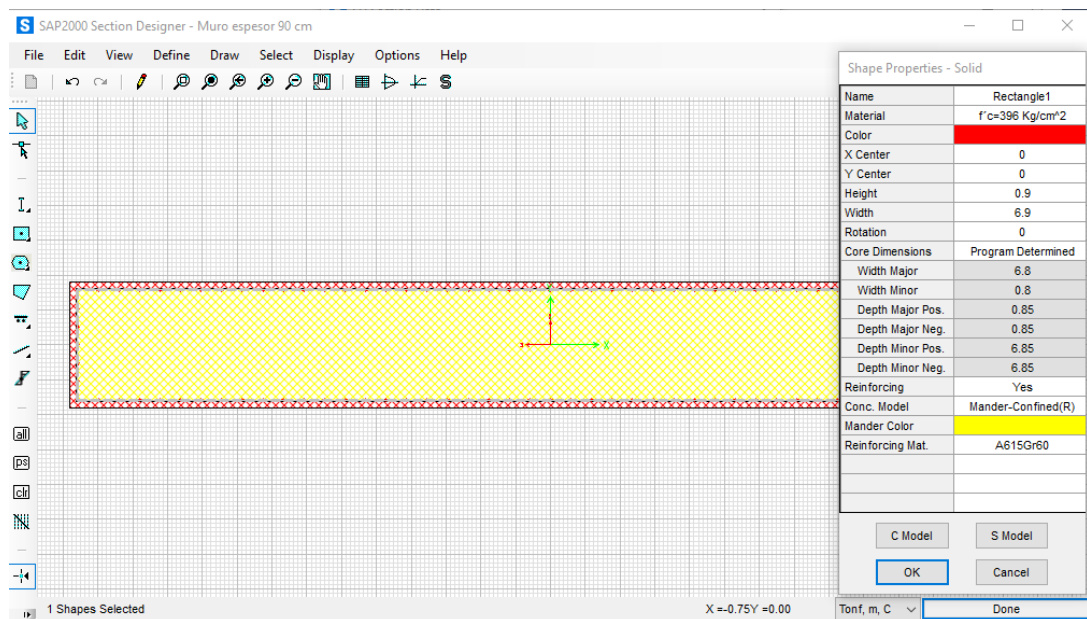 S SAP2000 Section Designer - Muro espesor 90 cm
File Edit View Define Draw Select Display Options Help
S
all
ps
clr
X
3
Shape Properties - Solid
Name Rectangle1
Material f´c=396 Kg/cm^2
Color
X Center 0
Y Center 0
Height 0.9
Width 6.9
Rotation 0
Core Dimensions Program Determined
Width Major 6.8
Width Minor 0.8
Depth Major Pos. 0.85
Depth Major Neg. 0.85
Depth Minor Pos. 6.85
Depth Minor Neg. 6.85
Reinforcing Yes
Conc. Model Mander-Confined(R)
Mander Color
Reinforcing Mat. A615Gr60
C Model S Model
OK Cancel
1 Shapes Selected X =-0.75Y =0.00 Tonf, m, C Done